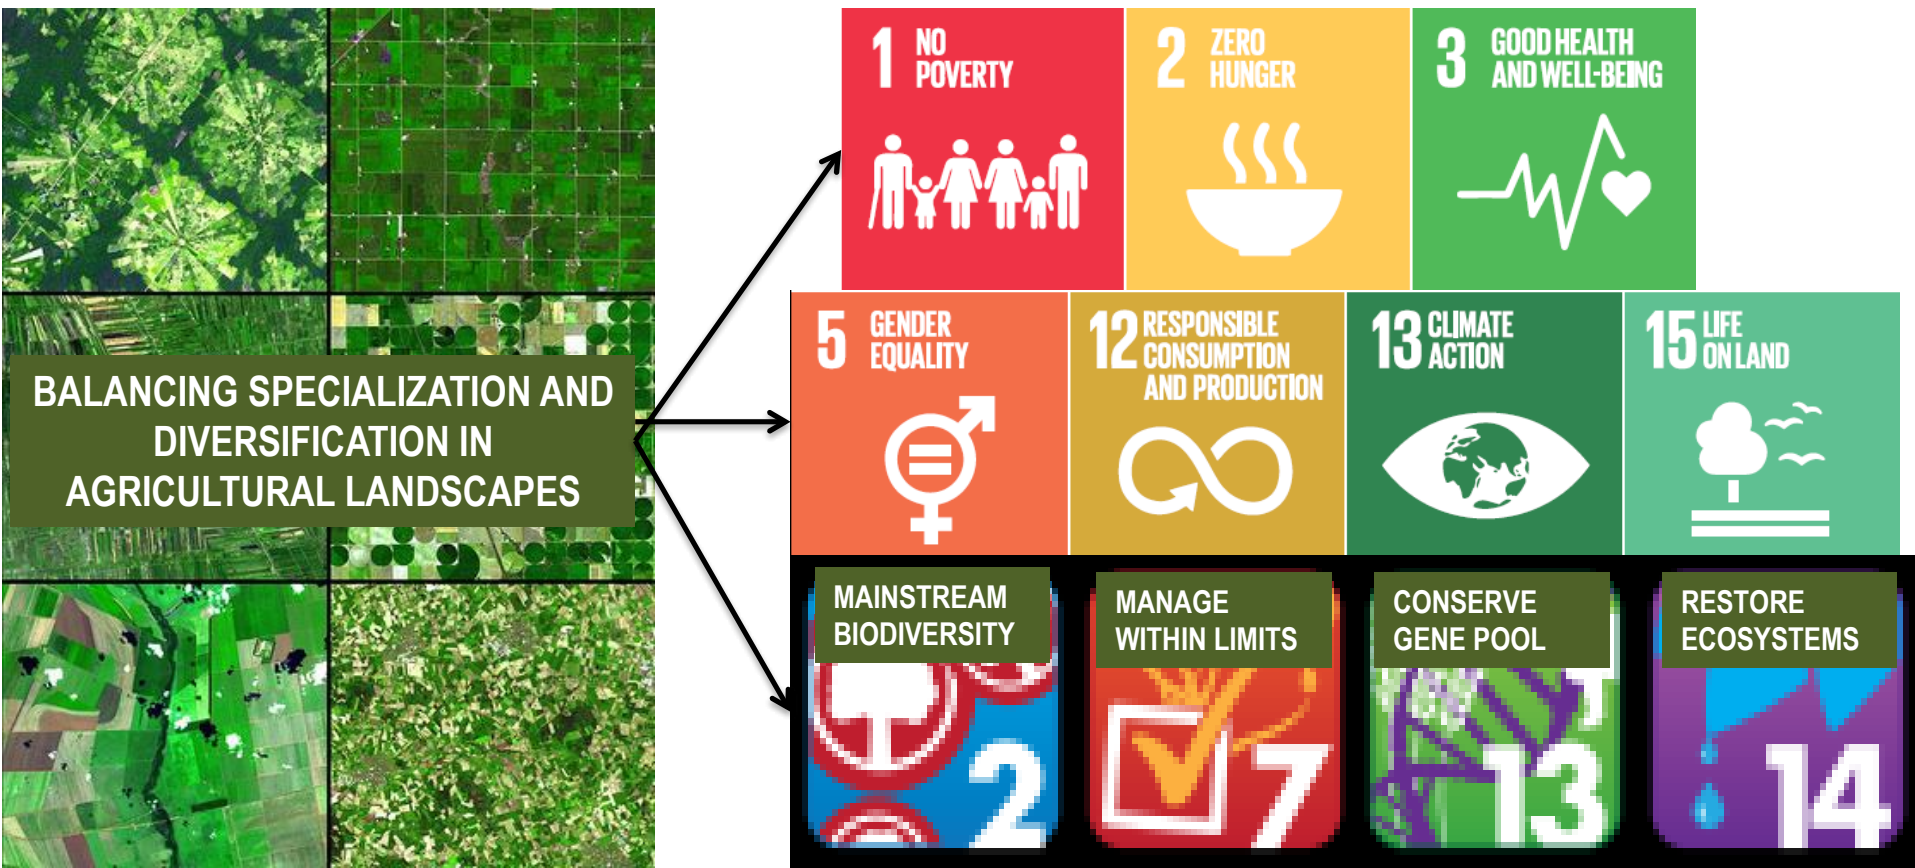 BALANCING SPECIALIZATION AND
DIVERSIFICATION IN
AGRICULTURAL LANDSCAPES
1 NO
POVERTY
2 ZERO
HUNGER
3 GOOD HEALTH
AND WELL-BEING
5 GENDER
EQUALITY
12 RESPONSIBLE
CONSUMPTION
AND PRODUCTION
13 CLIMATE
ACTION
15 LIFE
ON LAND
MAINSTREAM
BIODIVERSITY
2
MANAGE
WITHIN LIMITS
7
CONSERVE
GENE POOL
13
RESTORE
ECOSYSTEMS
14